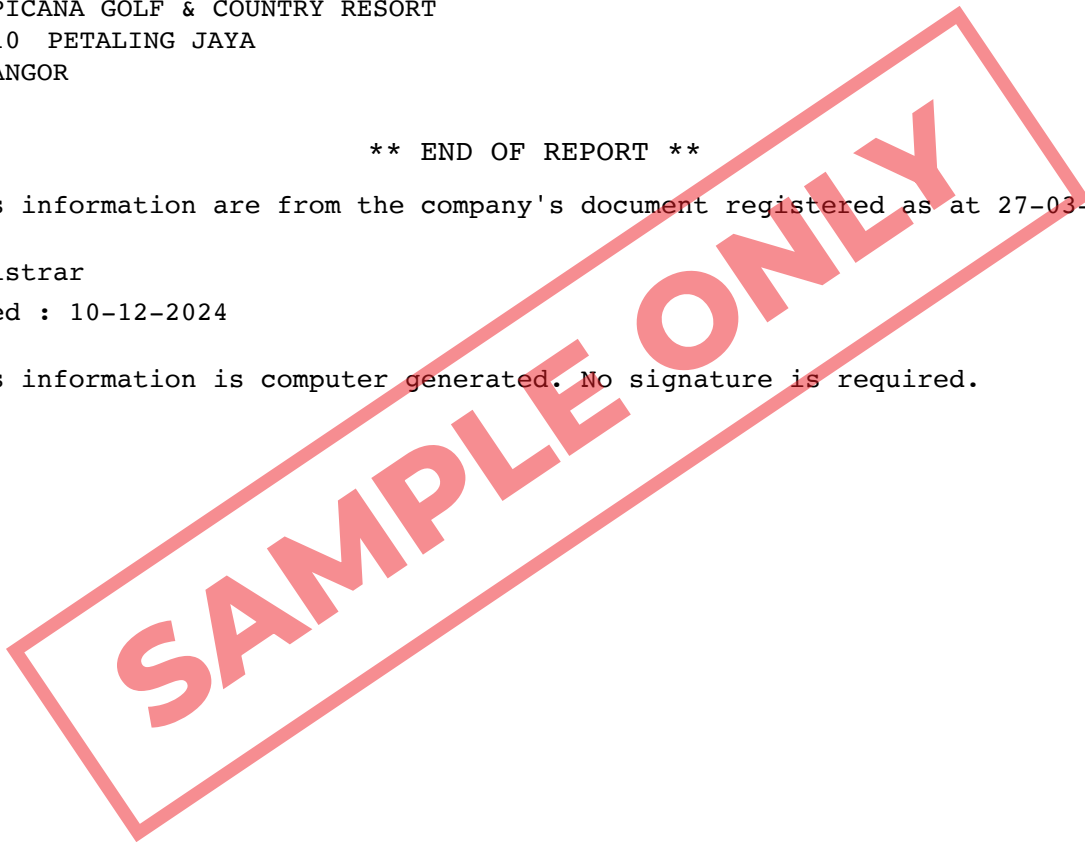 PICANA GOLF & COUNTRY RESORT
10 PETALING JAYA
ANGOR
** END OF REPORT **
s information are from the company's document registered as at 27-03-
istrar
ed : 10-12-2024
s information is computer generated. No signature is required.
SAMPLE ONLY